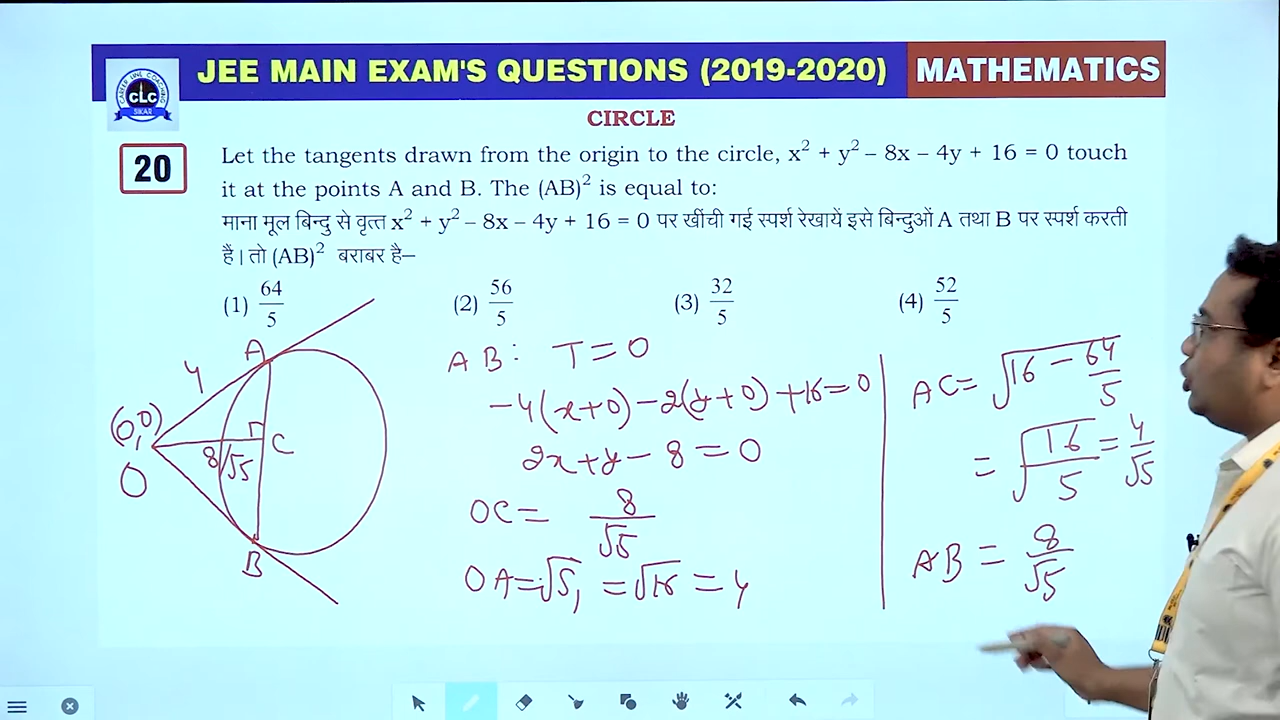 JEE MAIN EXAM'S QUESTIONS (2019-2020) MATHEMATICS
CAREER LINE COACHING
CLC
SIKAR
CIRCLE
20
Let the tangents drawn from the origin to the circle, x² + y² – 8x – 4y + 16 = 0 touch
it at the points A and B. The (AB)² is equal to:
माना मूल बिन्दु से वृत्त x² + y² – 8x – 4y + 16 = 0 पर खींची गई स्पर्श रेखायें इसे बिन्दुओं A तथा B पर स्पर्श करती
हैं। तो (AB)² बराबर है–
(1) 64/5 (2) 56/5 (3) 32/5 (4) 52/5
A
4
(0,0)
O
8/√5
C
B
AB: T=0
-4(x+0)-2(y+0)+16=0
2x+y-8=0
OC= 8/√5
OA=√S₁ =√16 =4
AC= √16-64/5
= √16/5 = 4/√5
AB = 8/√5